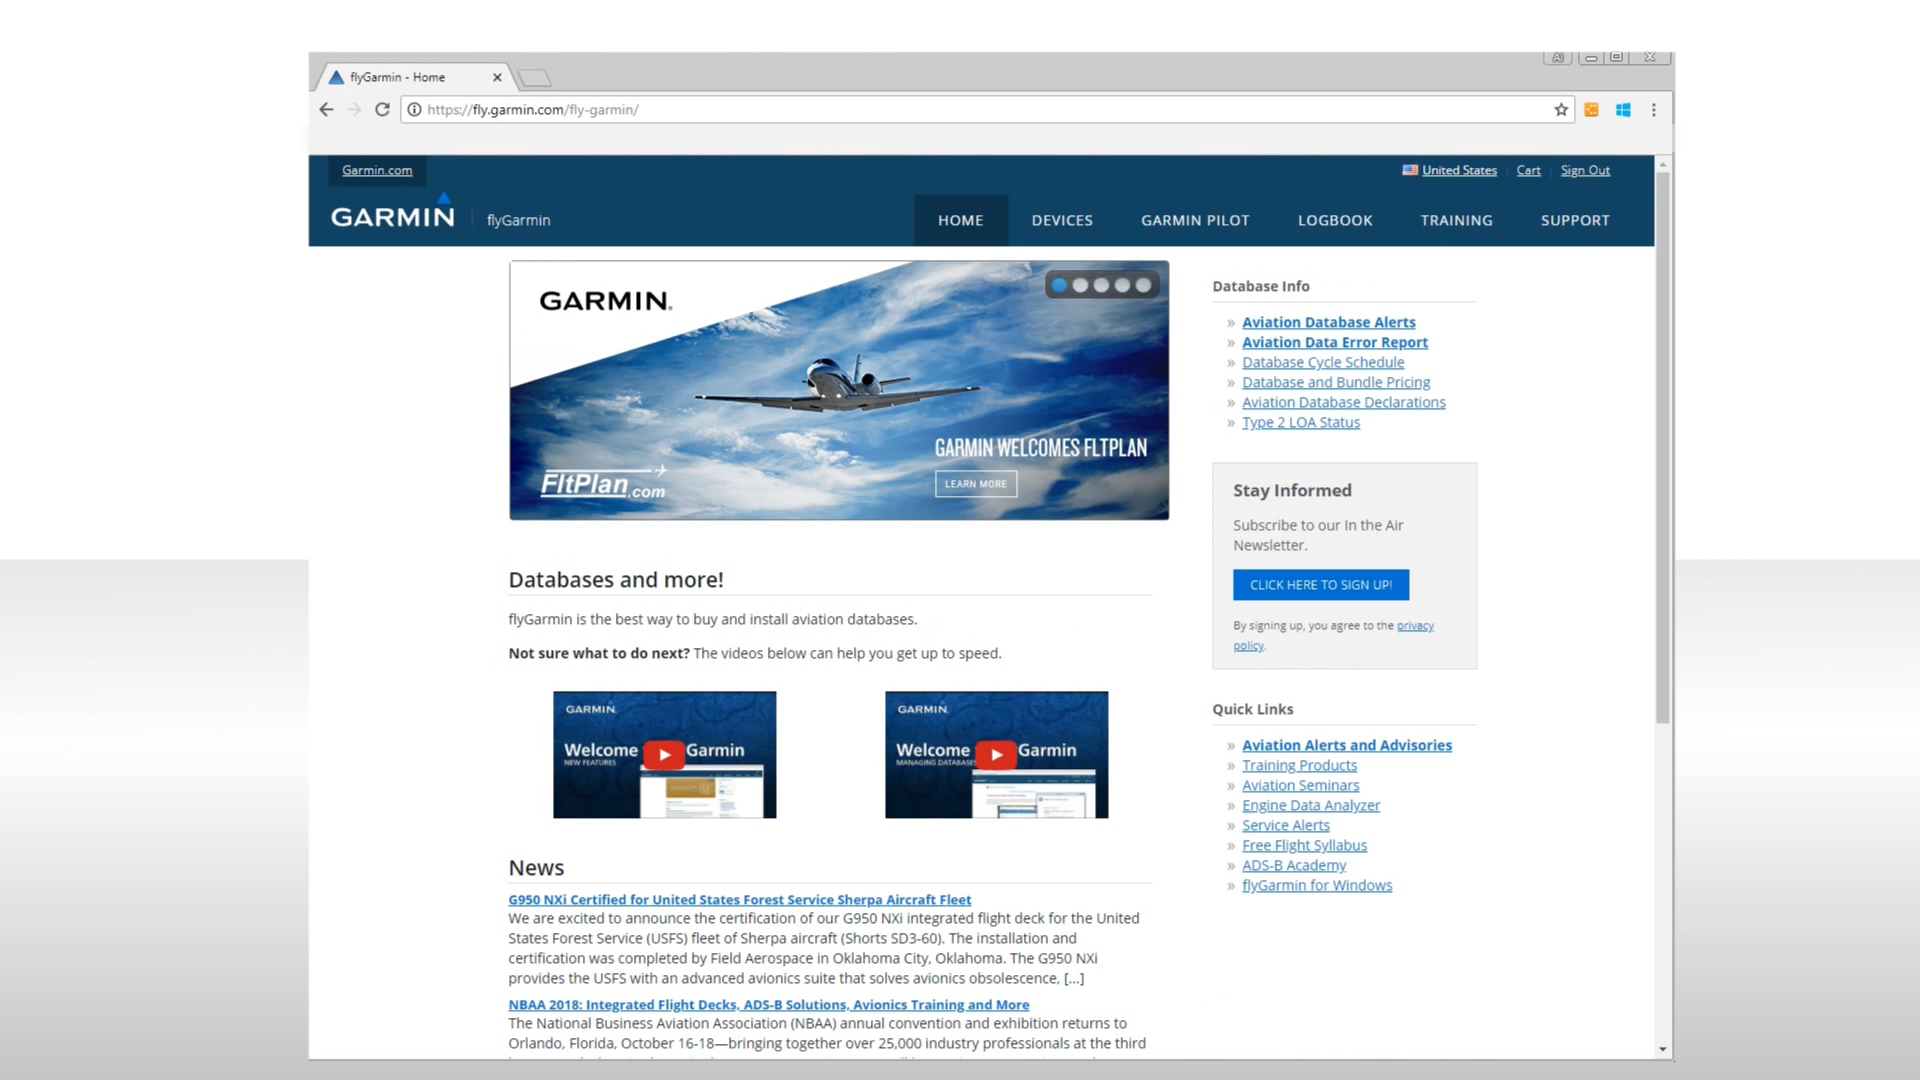 flyGarmin - Home
https://fly.garmin.com/fly-garmin/
Garmin.com
United States
Cart
Sign Out
GARMIN
flyGarmin
HOME
DEVICES
GARMIN PILOT
LOGBOOK
TRAINING
SUPPORT
GARMIN.
GARMIN WELCOMES FLTPLAN
LEARN MORE
FltPlan.com
Databases and more!
flyGarmin is the best way to buy and install aviation databases.
Not sure what to do next? The videos below can help you get up to speed.
GARMIN.
Welcome Garmin
NEW FEATURES
GARMIN.
Welcome Garmin
MANAGING DATABASES
News
G950 NXi Certified for United States Forest Service Sherpa Aircraft Fleet
We are excited to announce the certification of our G950 NXi integrated flight deck for the United
States Forest Service (USFS) fleet of Sherpa aircraft (Shorts SD3-60). The installation and
certification was completed by Field Aerospace in Oklahoma City, Oklahoma. The G950 NXi
provides the USFS with an advanced avionics suite that solves avionics obsolescence, […]
NBAA 2018: Integrated Flight Decks, ADS-B Solutions, Avionics Training and More
The National Business Aviation Association (NBAA) annual convention and exhibition returns to
Orlando, Florida, October 16-18—bringing together over 25,000 industry professionals at the third
Database Info
» Aviation Database Alerts
» Aviation Data Error Report
» Database Cycle Schedule
» Database and Bundle Pricing
» Aviation Database Declarations
» Type 2 LOA Status
Stay Informed
Subscribe to our In the Air
Newsletter.
CLICK HERE TO SIGN UP!
By signing up, you agree to the privacy
policy.
Quick Links
» Aviation Alerts and Advisories
» Training Products
» Aviation Seminars
» Engine Data Analyzer
» Service Alerts
» Free Flight Syllabus
» ADS-B Academy
» flyGarmin for Windows